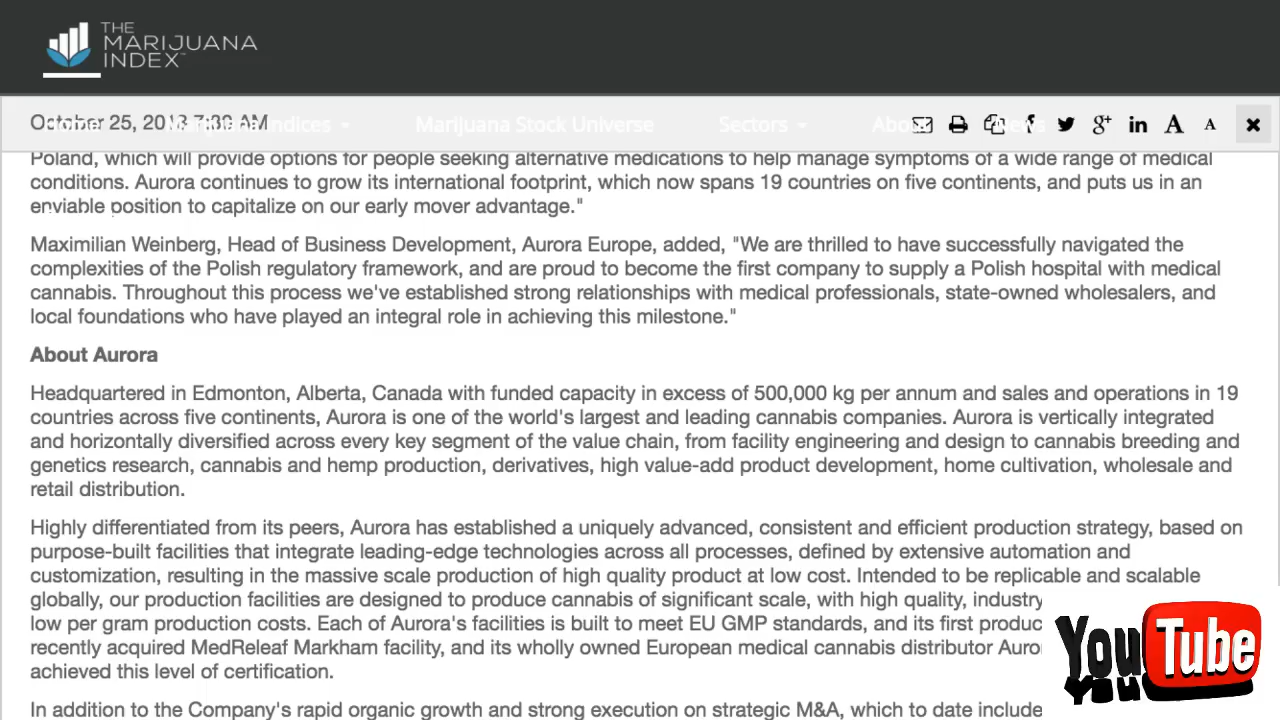 THE
MARIJUANA
INDEX™
October 25, 2018 7:30 AM
Home Marijuana Indices Marijuana Stock Universe Sectors About News
Poland, which will provide options for people seeking alternative medications to help manage symptoms of a wide range of medical
conditions. Aurora continues to grow its international footprint, which now spans 19 countries on five continents, and puts us in an
enviable position to capitalize on our early mover advantage."
Maximilian Weinberg, Head of Business Development, Aurora Europe, added, "We are thrilled to have successfully navigated the
complexities of the Polish regulatory framework, and are proud to become the first company to supply a Polish hospital with medical
cannabis. Throughout this process we've established strong relationships with medical professionals, state-owned wholesalers, and
local foundations who have played an integral role in achieving this milestone."
About Aurora
Headquartered in Edmonton, Alberta, Canada with funded capacity in excess of 500,000 kg per annum and sales and operations in 19
countries across five continents, Aurora is one of the world's largest and leading cannabis companies. Aurora is vertically integrated
and horizontally diversified across every key segment of the value chain, from facility engineering and design to cannabis breeding and
genetics research, cannabis and hemp production, derivatives, high value-add product development, home cultivation, wholesale and
retail distribution.
Highly differentiated from its peers, Aurora has established a uniquely advanced, consistent and efficient production strategy, based on
purpose-built facilities that integrate leading-edge technologies across all processes, defined by extensive automation and
customization, resulting in the massive scale production of high quality product at low cost. Intended to be replicable and scalable
globally, our production facilities are designed to produce cannabis of significant scale, with high quality, industry
low per gram production costs. Each of Aurora's facilities is built to meet EU GMP standards, and its first produc
recently acquired MedReleaf Markham facility, and its wholly owned European medical cannabis distributor Auro
achieved this level of certification.
In addition to the Company's rapid organic growth and strong execution on strategic M&A, which to date include
YouTube